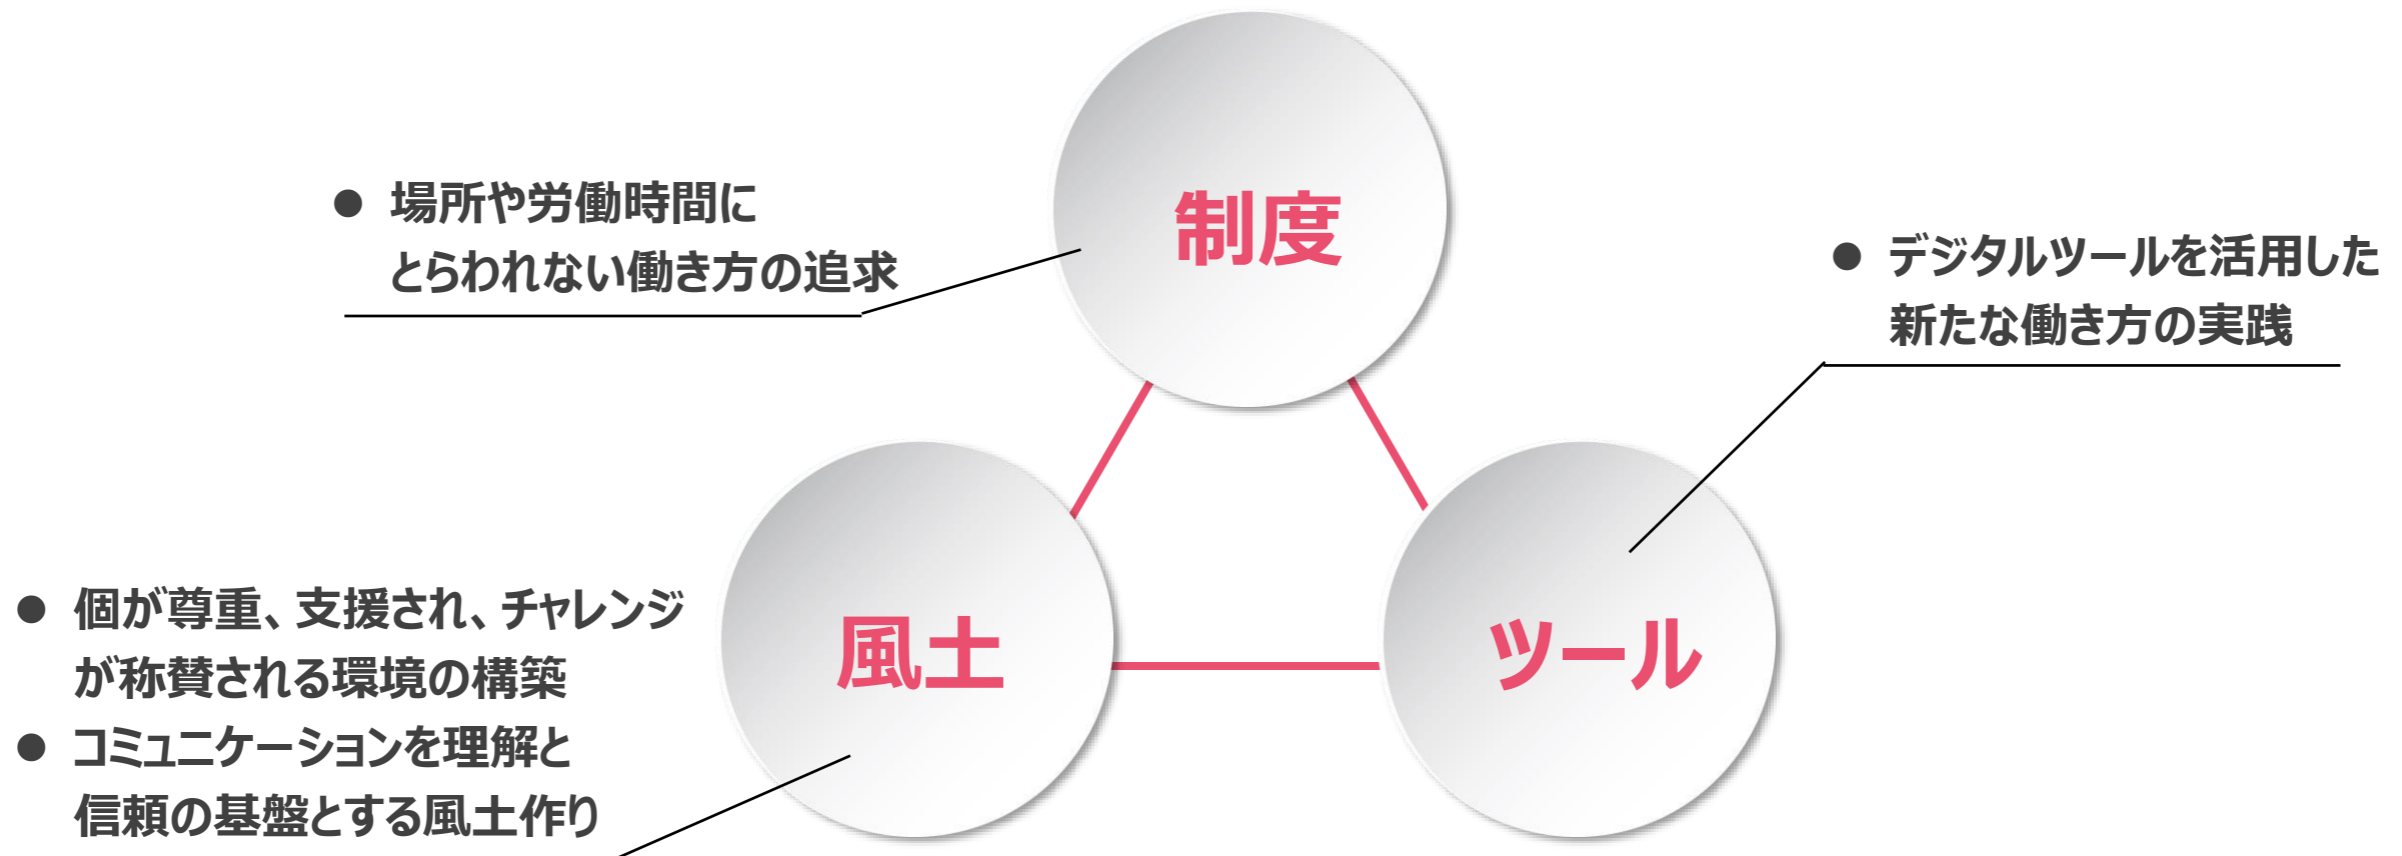 制度
● 場所や労働時間に
とらわれない働き方の追求
● デジタルツールを活用した
新たな働き方の実践
風土
ツール
● 個が尊重、支援され、チャレンジ
が称賛される環境の構築
● コミュニケーションを理解と
信頼の基盤とする風土作り